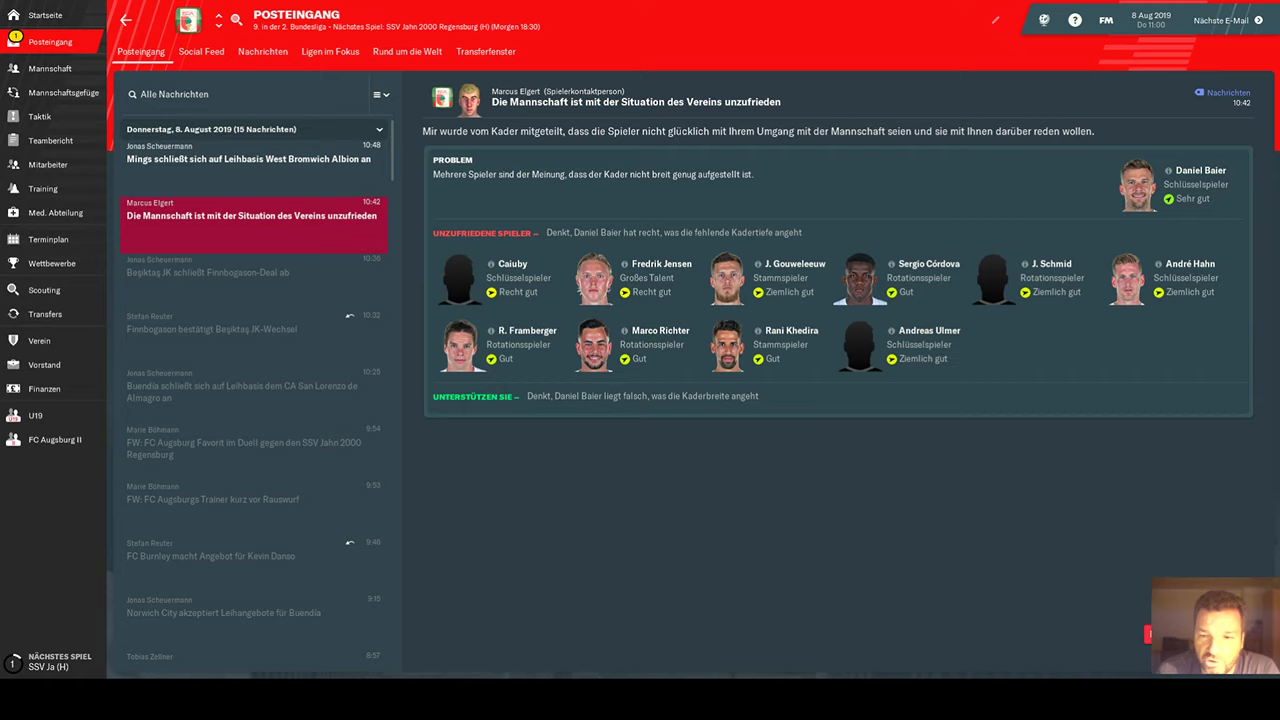 Startseite
1
Posteingang
Mannschaft
Mannschaftsgefüge
Taktik
Teambericht
Mitarbeiter
Training
Med. Abteilung
Terminplan
Wettbewerbe
Scouting
Transfers
Verein
Vorstand
Finanzen
U19
FC Augsburg II
1
NÄCHSTES SPIEL
SSV Ja (H)
POSTEINGANG
9. in der 2. Bundesliga - Nächstes Spiel: SSV Jahn 2000 Regensburg (H) (Morgen 18:30)
?
FM
8 Aug 2019
Do 11:00
Nächste E-Mail
Posteingang
Social Feed
Nachrichten
Ligen im Fokus
Rund um die Welt
Transferfenster
Alle Nachrichten
Donnerstag, 8. August 2019 (15 Nachrichten)
Jonas Scheuermann 10:48
Mings schließt sich auf Leihbasis West Bromwich Albion an
Marcus Elgert 10:42
Die Mannschaft ist mit der Situation des Vereins unzufrieden
Jonas Scheuermann 10:36
Beşiktaş JK schließt Finnbogason-Deal ab
Stefan Reuter 10:32
Finnbogason bestätigt Beşiktaş JK-Wechsel
Jonas Scheuermann 10:25
Buendía schließt sich auf Leihbasis dem CA San Lorenzo de
Almagro an
Marie Böhmann 9:54
FW: FC Augsburg Favorit im Duell gegen den SSV Jahn 2000
Regensburg
Marie Böhmann 9:53
FW: FC Augsburgs Trainer kurz vor Rauswurf
Stefan Reuter 9:46
FC Burnley macht Angebot für Kevin Danso
Jonas Scheuermann 9:15
Norwich City akzeptiert Leihangebote für Buendía
Tobias Zellner 8:57
Marcus Elgert (Spielerkontaktperson)
Die Mannschaft ist mit der Situation des Vereins unzufrieden
Nachrichten
10:42
Mir wurde vom Kader mitgeteilt, dass die Spieler nicht glücklich mit Ihrem Umgang mit der Mannschaft seien und sie mit Ihnen darüber reden wollen.
PROBLEM
Mehrere Spieler sind der Meinung, dass der Kader nicht breit genug aufgestellt ist.
Daniel Baier
Schlüsselspieler
Sehr gut
UNZUFRIEDENE SPIELER – Denkt, Daniel Baier hat recht, was die fehlende Kadertiefe angeht
Caiuby
Schlüsselspieler
Recht gut
Fredrik Jensen
Großes Talent
Recht gut
J. Gouweleeuw
Stammspieler
Ziemlich gut
Sergio Córdova
Rotationsspieler
Gut
J. Schmid
Rotationsspieler
Ziemlich gut
André Hahn
Schlüsselspieler
Ziemlich gut
R. Framberger
Rotationsspieler
Gut
Marco Richter
Rotationsspieler
Gut
Rani Khedira
Stammspieler
Gut
Andreas Ulmer
Schlüsselspieler
Ziemlich gut
UNTERSTÜTZEN SIE – Denkt, Daniel Baier liegt falsch, was die Kaderbreite angeht